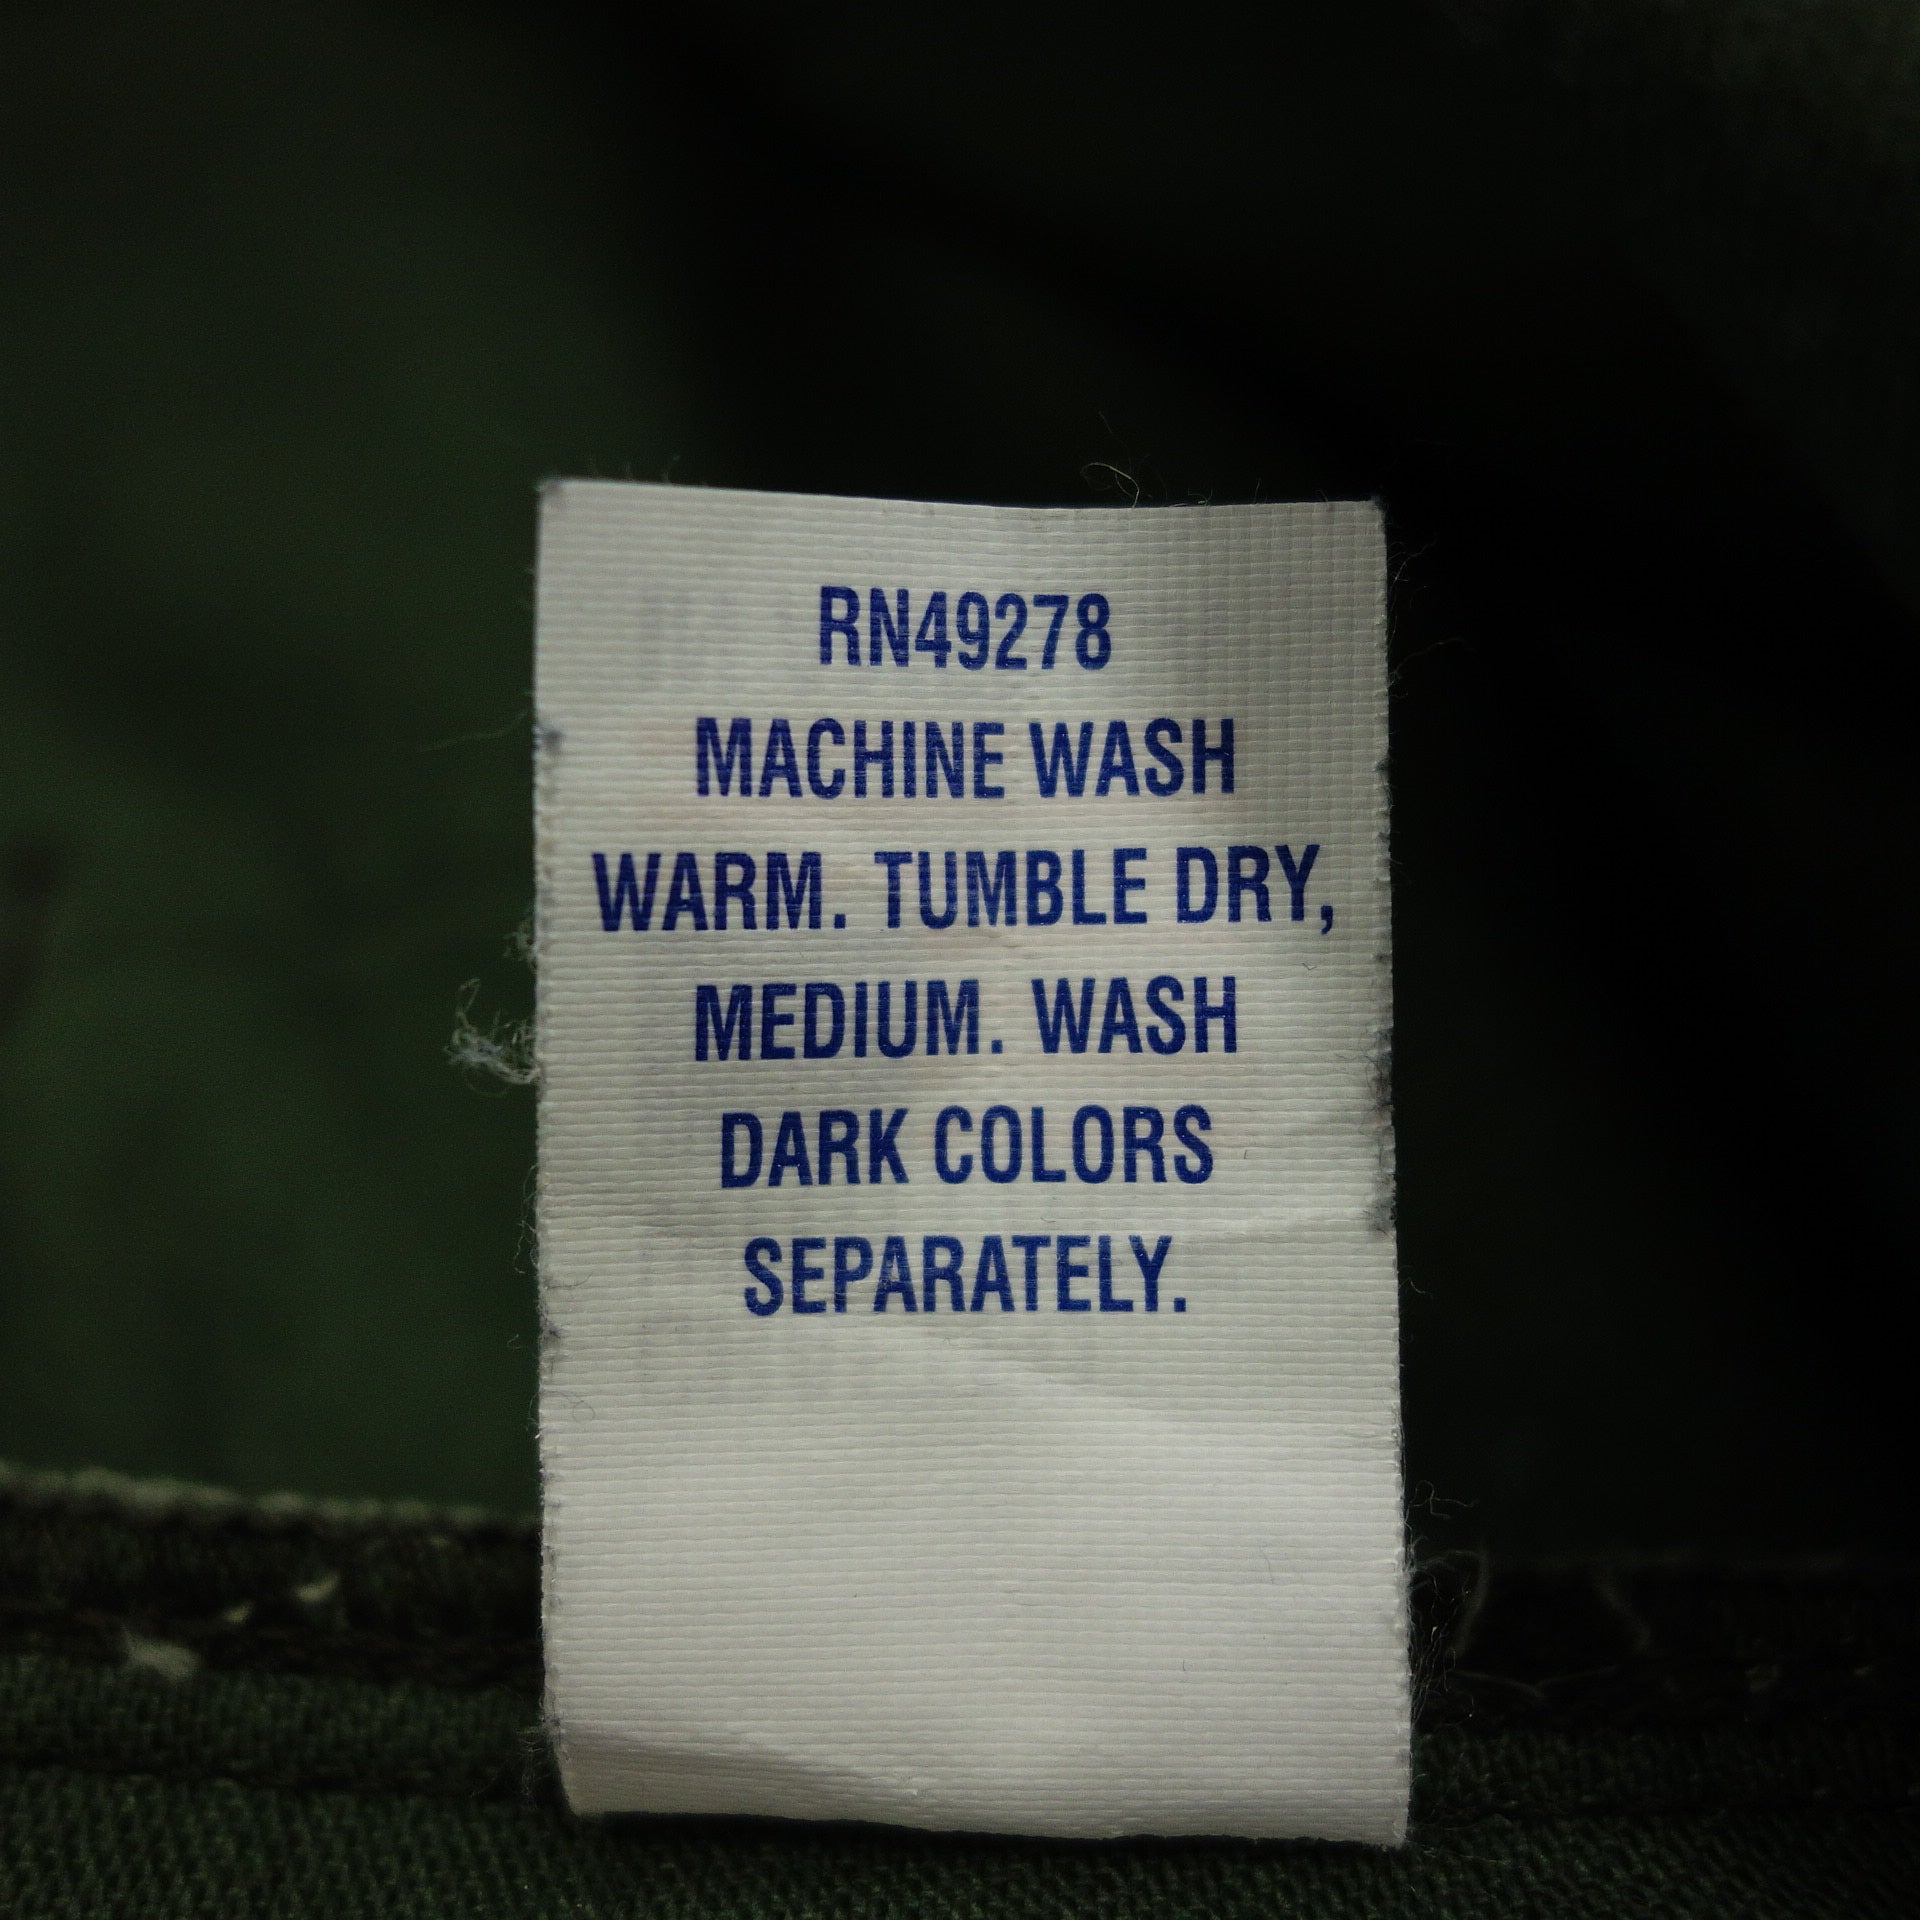 RN49278
MACHINE WASH
WARM. TUMBLE DRY,
MEDIUM. WASH
DARK COLORS
SEPARATELY.